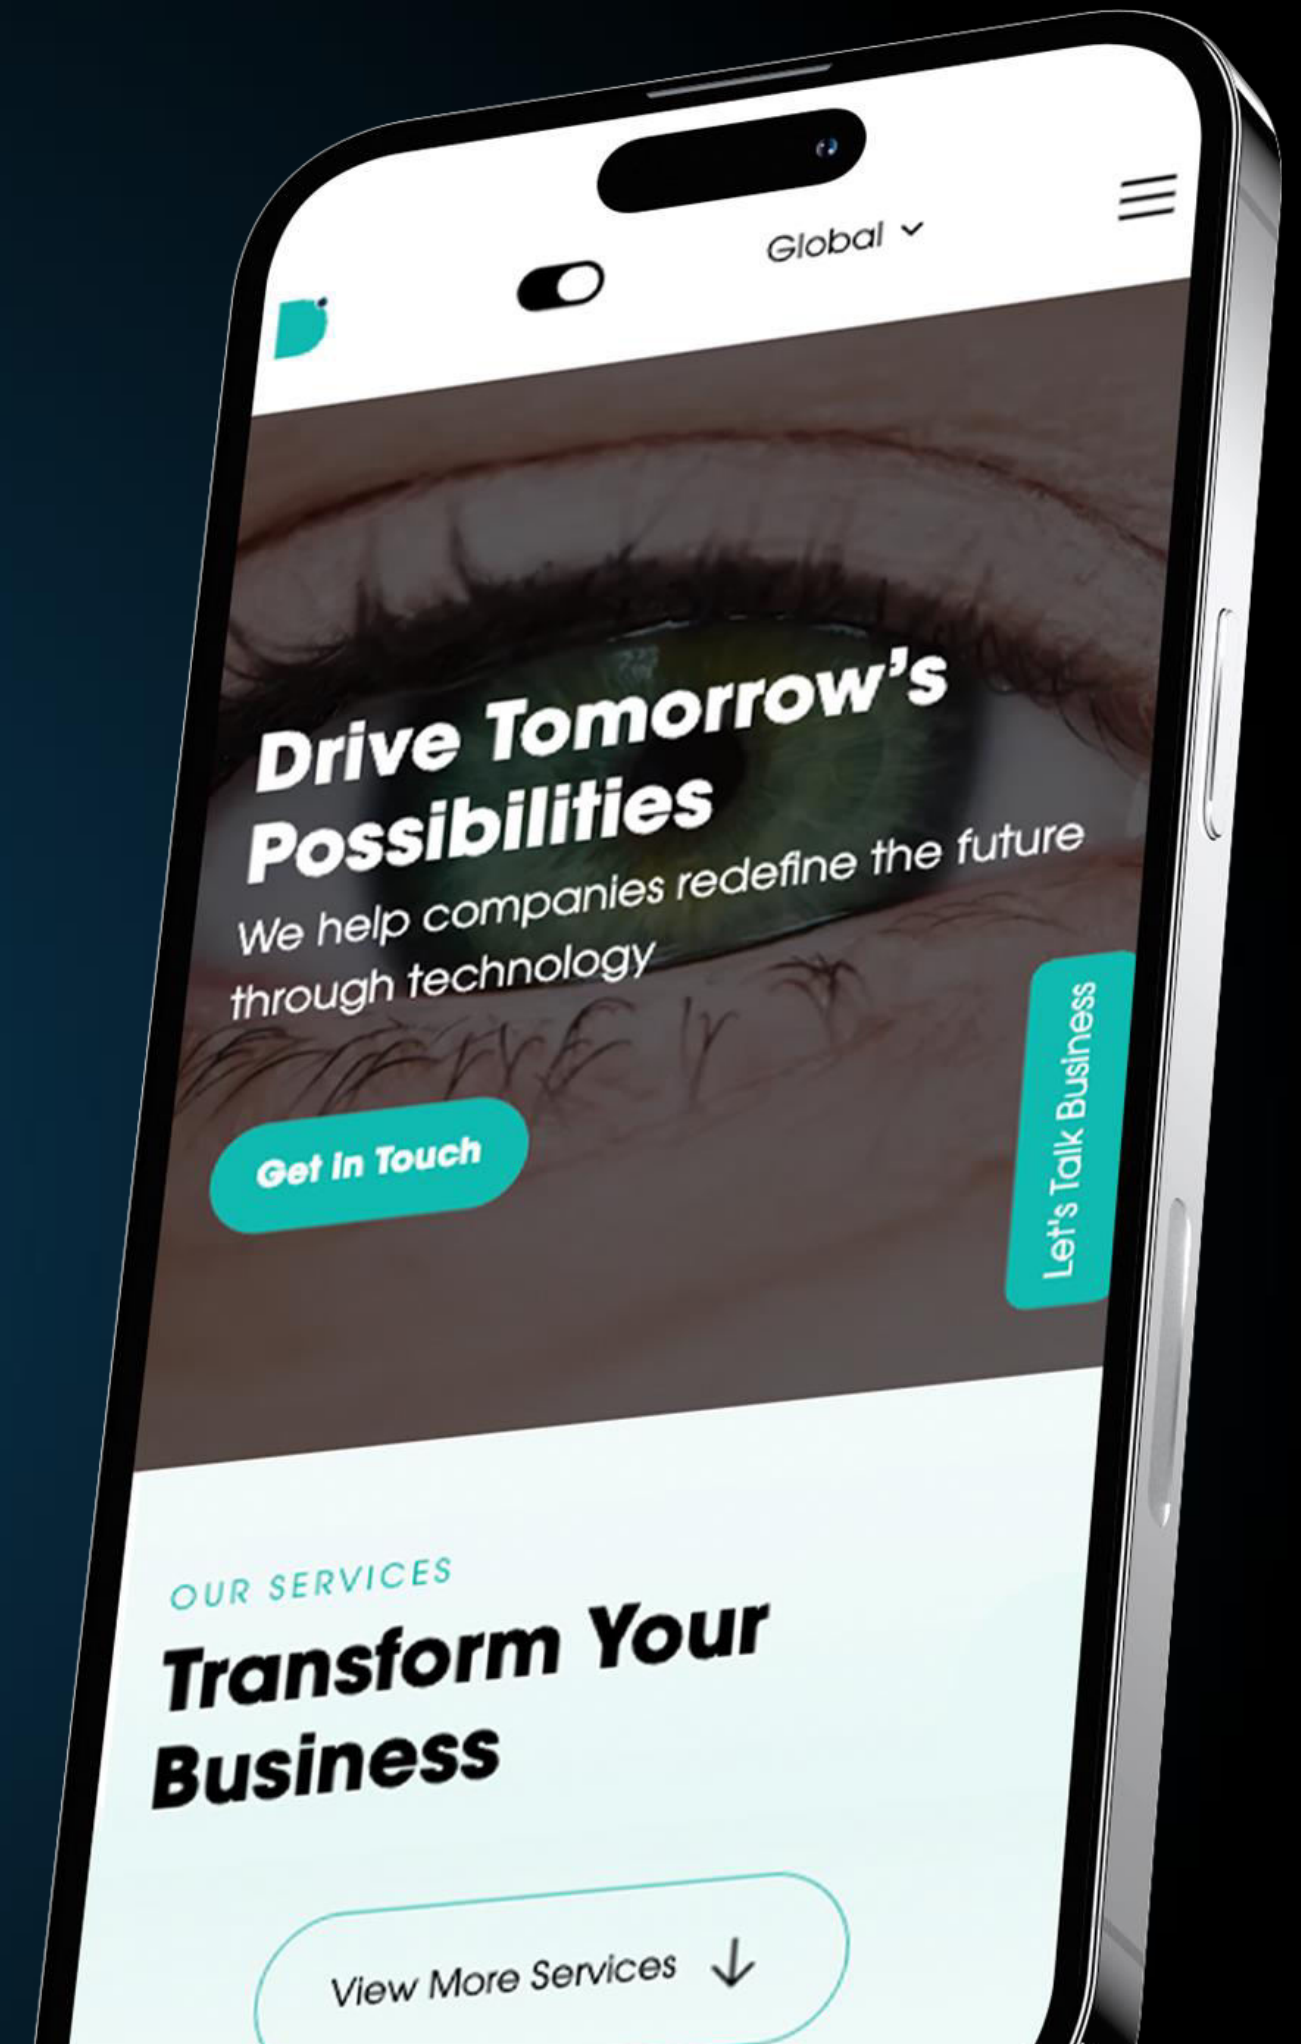 Global
Drive Tomorrow's
Possibilities
We help companies redefine the future
through technology
Get In Touch
Let's Talk Business
OUR SERVICES
Transform Your
Business
View More Services